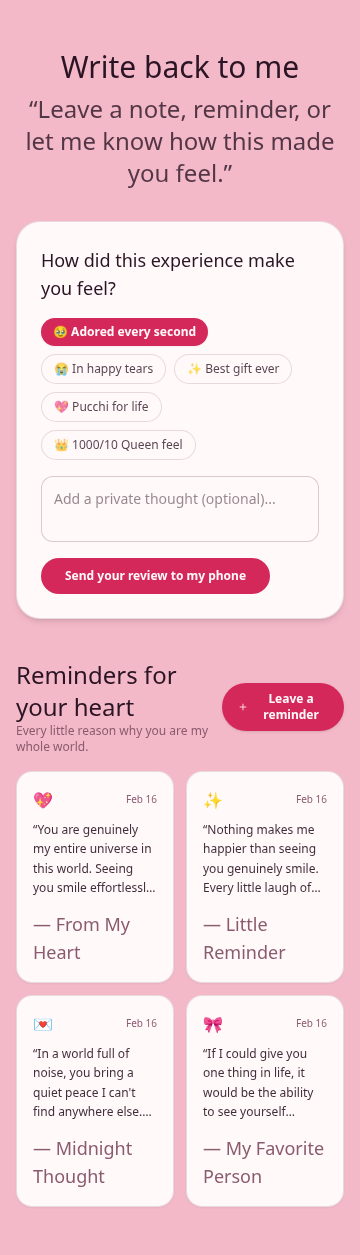 Write back to me
“Leave a note, reminder, or
let me know how this made
you feel.”
How did this experience make
you feel?
🥹 Adored every second
😭 In happy tears
✨ Best gift ever
💖 Pucchi for life
👑 1000/10 Queen feel
Add a private thought (optional)...
Send your review to my phone
Reminders for
your heart
Every little reason why you are my
whole world.
+ Leave a
reminder
💖 Feb 16
“You are genuinely
my entire universe in
this world. Seeing
you smile effortlessl...
— From My
Heart
✨ Feb 16
“Nothing makes me
happier than seeing
you genuinely smile.
Every little laugh of...
— Little
Reminder
💌 Feb 16
“In a world full of
noise, you bring a
quiet peace I can't
find anywhere else....
— Midnight
Thought
🎀 Feb 16
“If I could give you
one thing in life, it
would be the ability
to see yourself...
— My Favorite
Person